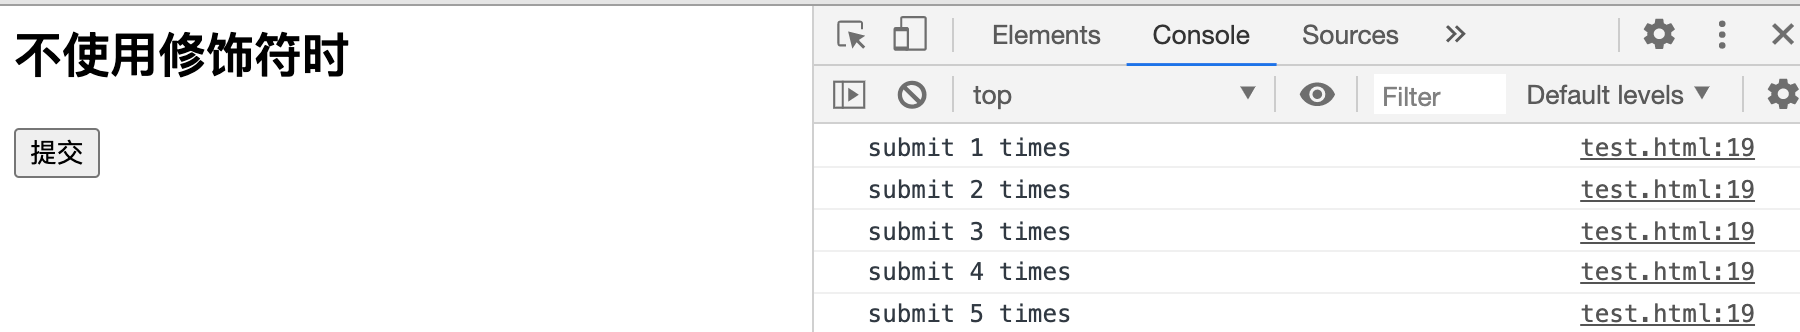 不使用修饰符时
提交
Elements Console Sources
top Filter Default levels
submit 1 times test.html:19
submit 2 times test.html:19
submit 3 times test.html:19
submit 4 times test.html:19
submit 5 times test.html:19